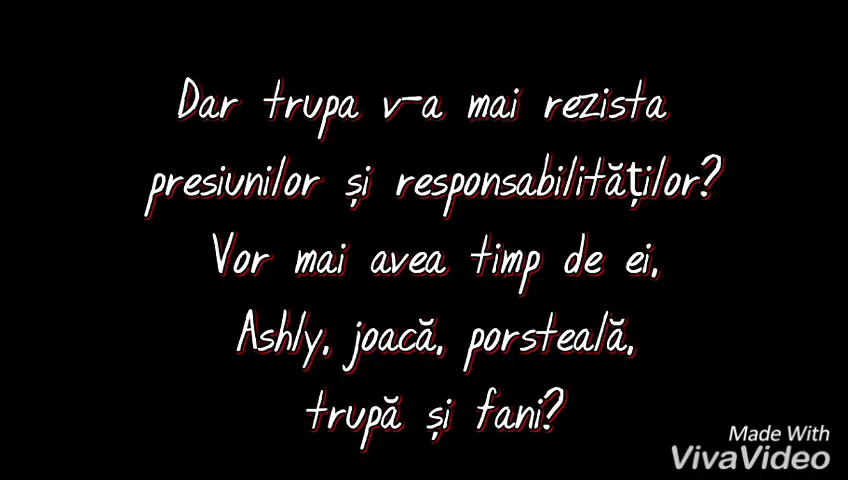 Dar trupa v-a mai rezista
presiunilor și responsabilităților?
Vor mai avea timp de ei,
Ashly, joacă, porsteală,
trupă și fani?
Made With
VivaVideo